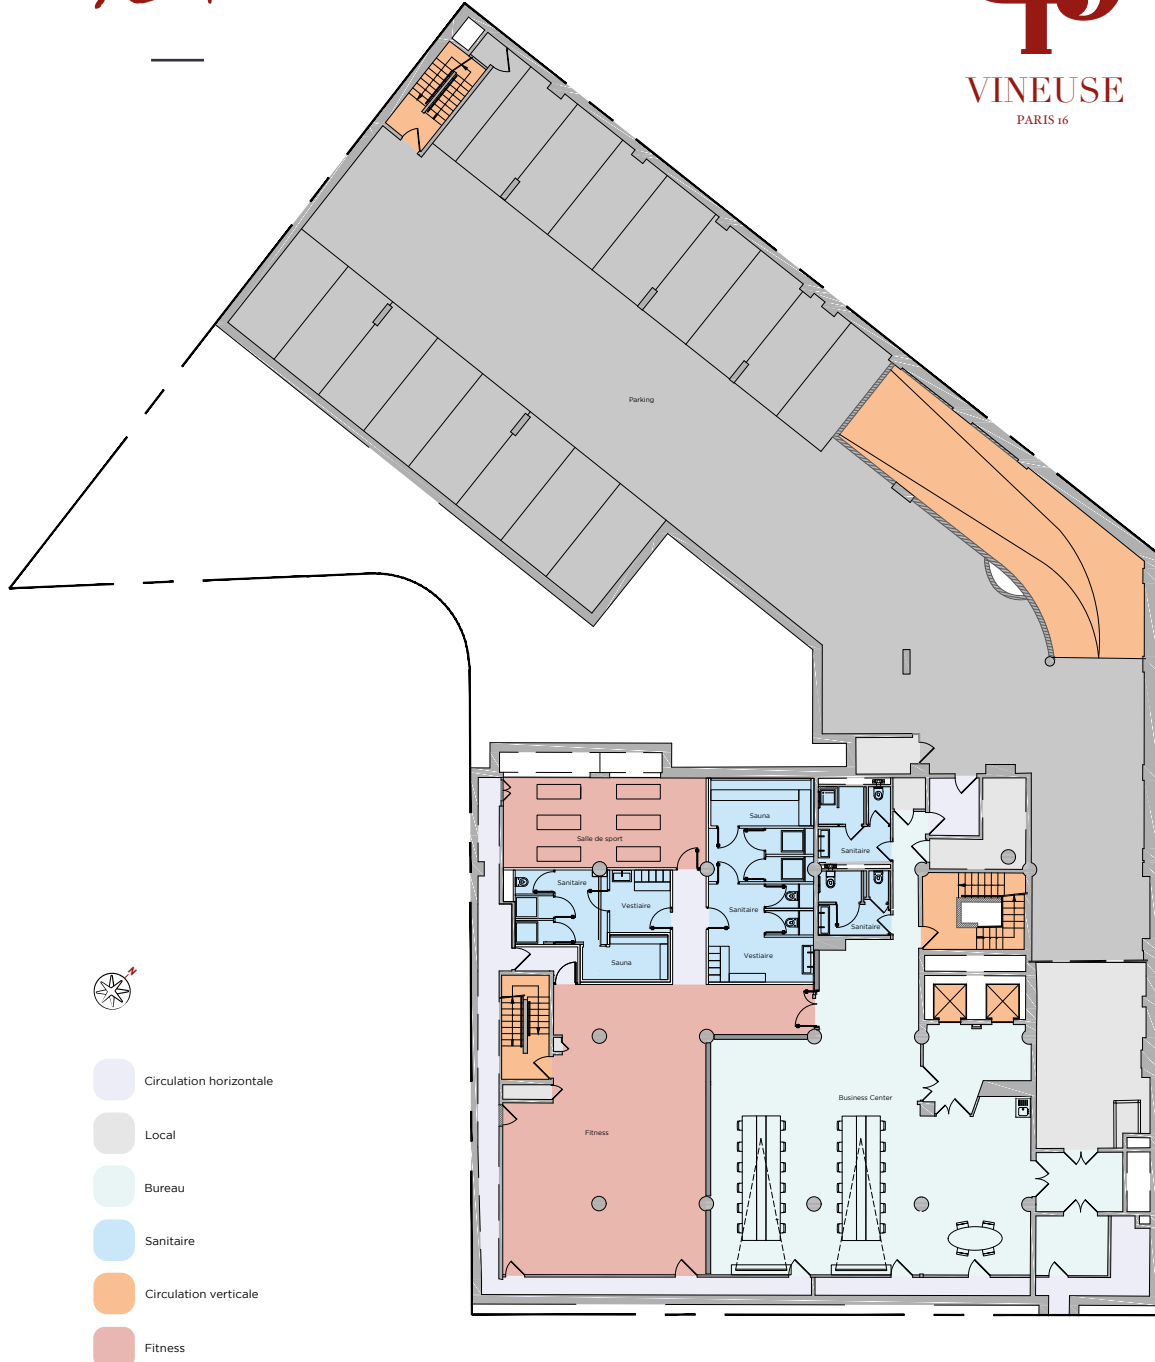 VINEUSE
PARIS 16
Parking
Sauna
Salle de sport
Sanitaire
Sanitaire
Vestiaire
Sanitaire
Sanitaire
Vestiaire
Sauna
N
Business Center
Fitness
Circulation horizontale
Local
Bureau
Sanitaire
Circulation verticale
Fitness